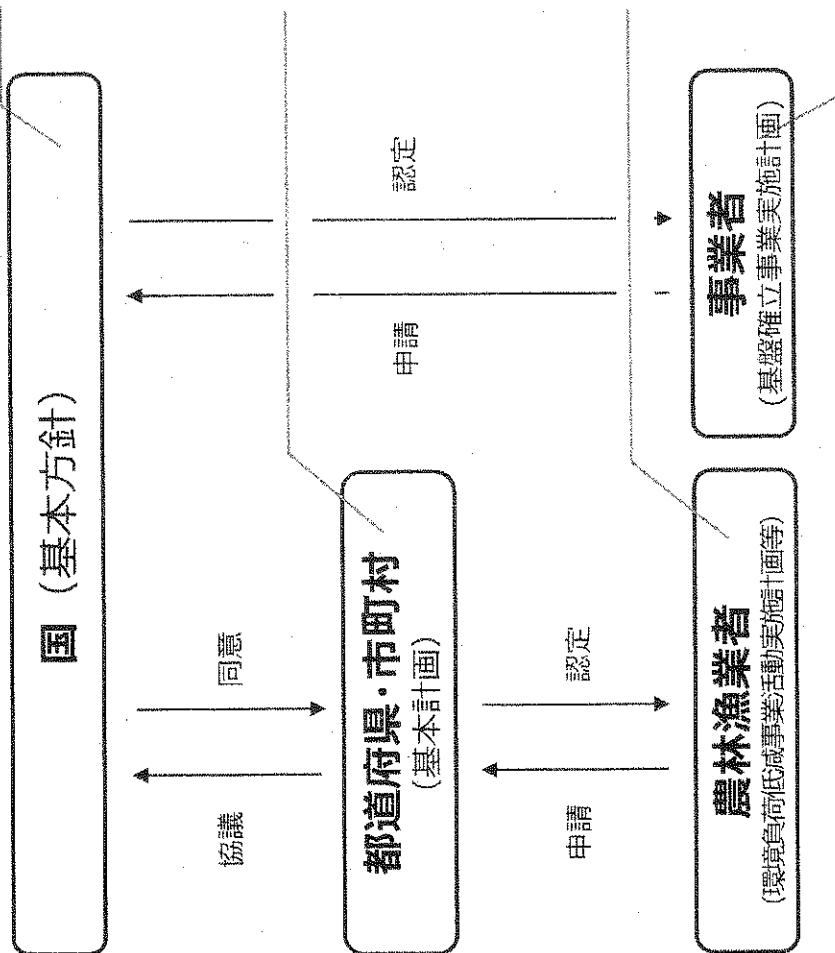 国（基本方針）
協議
同意
申請
認定
都道府県・市町村
（基本計画）
申請
認定
農林漁業者
（環境負荷低減事業活動実施計画等）
事業者
（基盤確立事業実施計画）